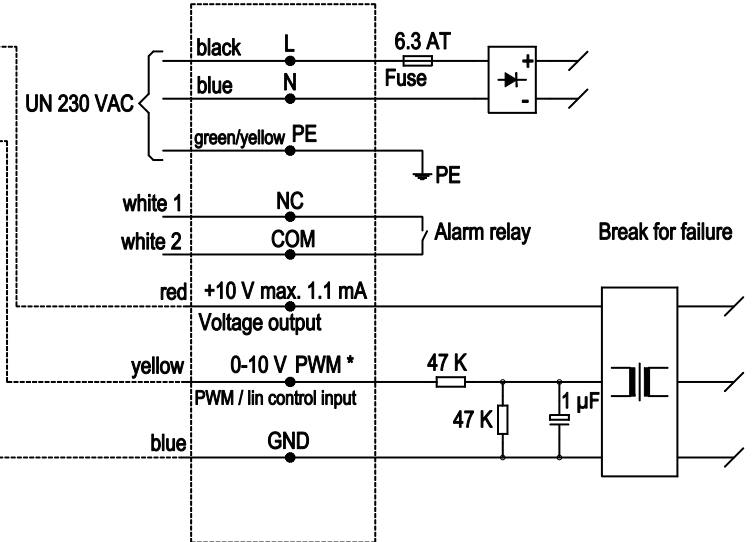 black L 6.3 AT
Fuse
+
-
blue N
UN 230 VAC
green/yellow PE
PE
white 1 NC
white 2 COM
Alarm relay
Break for failure
red +10 V max. 1.1 mA
Voltage output
yellow 0-10 V PWM *
PWM / lin control input
47 K
47 K
1 µF
blue GND